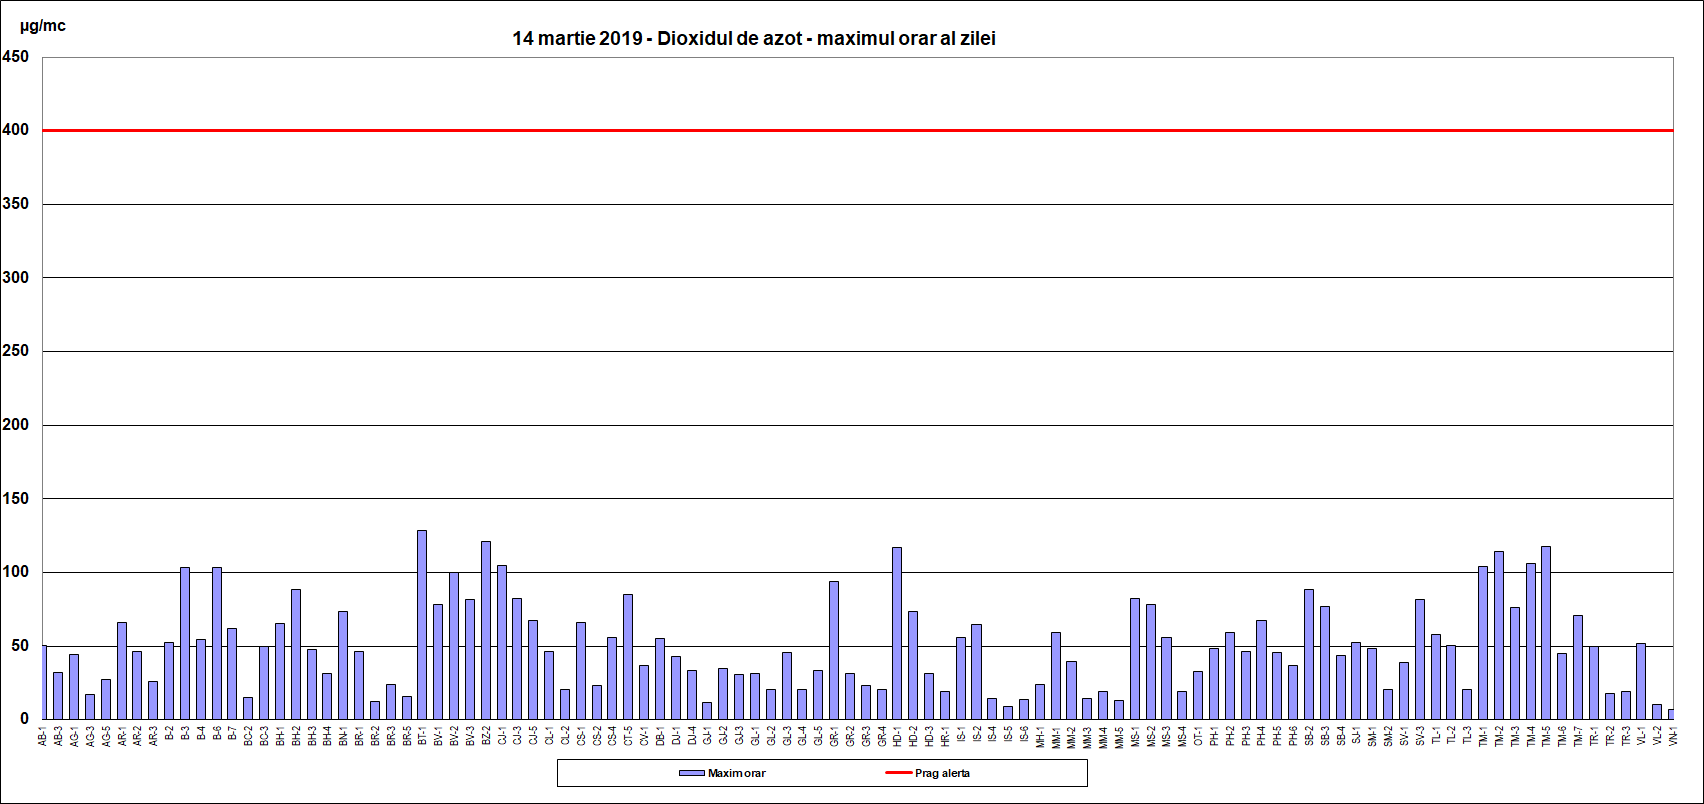 µg/mc
14 martie 2019 - Dioxidul de azot - maximul orar al zilei
450
400
350
300
250
200
150
100
50
0
AB-1 AB-3 AG-1 AG-3 AG-5 AR-1 AR-2 AR-3 B-2 B-3 B-4 B-6 B-7 BC-2 BC-3 BH-1 BH-2 BH-3 BH-4 BN-1 BR-1 BR-2 BR-3 BR-5 BT-1 BV-1 BV-2 BV-3 BZ-2 CJ-1 CJ-3 CJ-5 CL-1 CL-2 CS-1 CS-2 CS-4 CT-5 CV-1 DB-1 DJ-1 DJ-4 GJ-1 GJ-2 GJ-3 GL-1 GL-2 GL-3 GL-4 GL-5 GR-1 GR-2 GR-3 GR-4 HD-1 HD-2 HD-3 HR-1 IS-1 IS-2 IS-4 IS-5 IS-6 MH-1 MM-1 MM-2 MM-3 MM-4 MM-5 MS-1 MS-2 MS-3 MS-4 OT-1 PH-1 PH-2 PH-3 PH-4 PH-5 PH-6 SB-2 SB-3 SB-4 SJ-1 SM-1 SM-2 SV-1 SV-3 TL-1 TL-2 TL-3 TM-1 TM-2 TM-3 TM-4 TM-5 TM-6 TM-7 TR-1 TR-2 TR-3 VL-1 VL-2 VN-1
Maxim orar Prag alerta